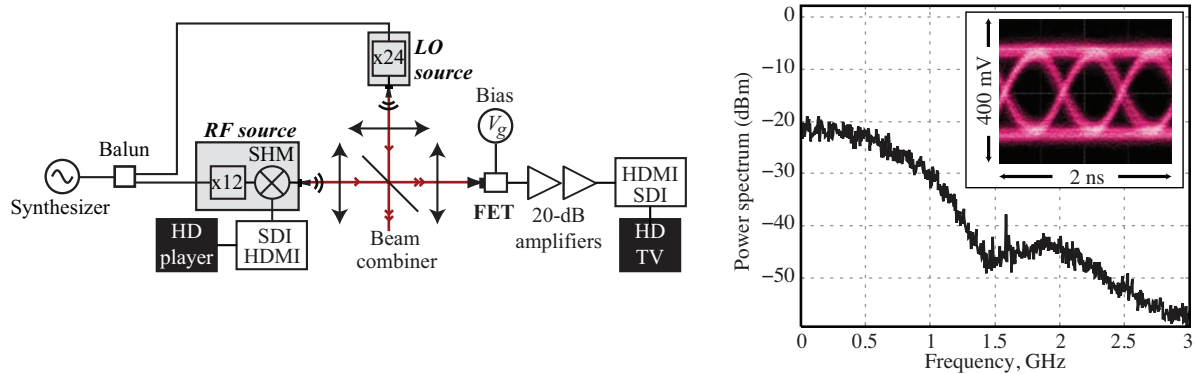 x24
LO
source
Bias
V_g
RF source
SHM
Balun
x12
Synthesizer
HDMI
SDI
FET
20-dB
amplifiers
HD
player
SDI
HDMI
Beam
combiner
HD
TV
Power spectrum (dBm)
0
−10
−20
−30
−40
−50
400 mV
2 ns
0
0.5
1
1.5
2
2.5
3
Frequency, GHz